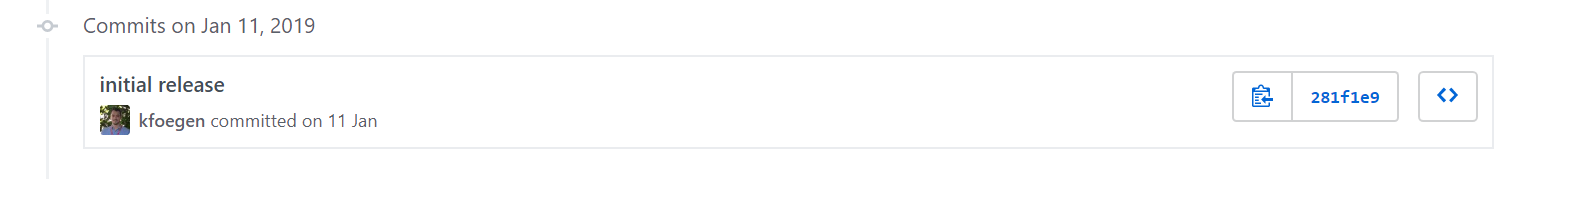 Commits on Jan 11, 2019
initial release
281f1e9
kfoegen committed on 11 Jan